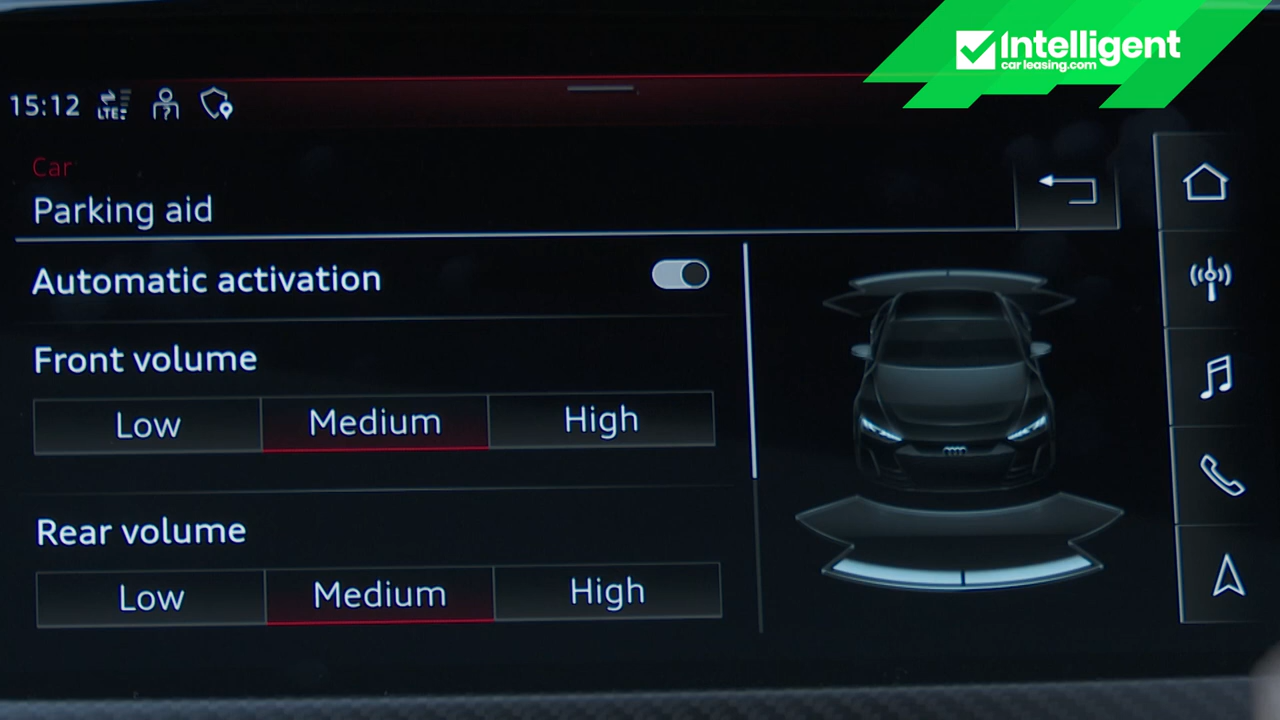 Intelligent
carleasing.com
15:12
LTE
Car
Parking aid
Automatic activation
Front volume
Low Medium High
Rear volume
Low Medium High